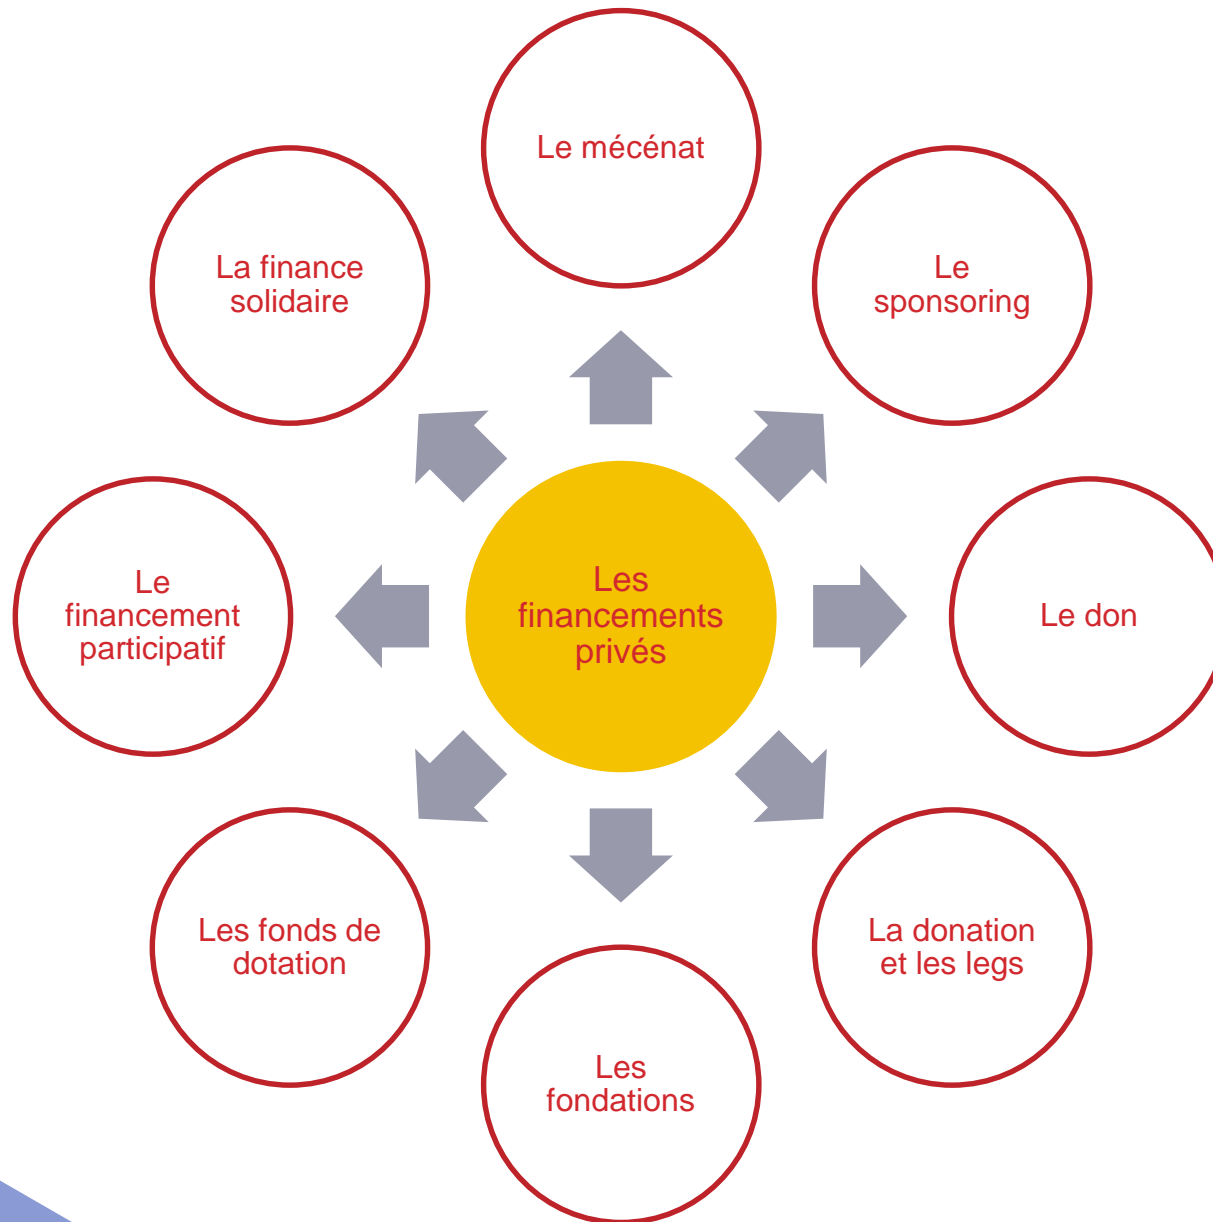 Le mécénat
La finance
solidaire
Le
sponsoring
Le
financement
participatif
Les
financements
privés
Le don
Les fonds de
dotation
La donation
et les legs
Les
fondations